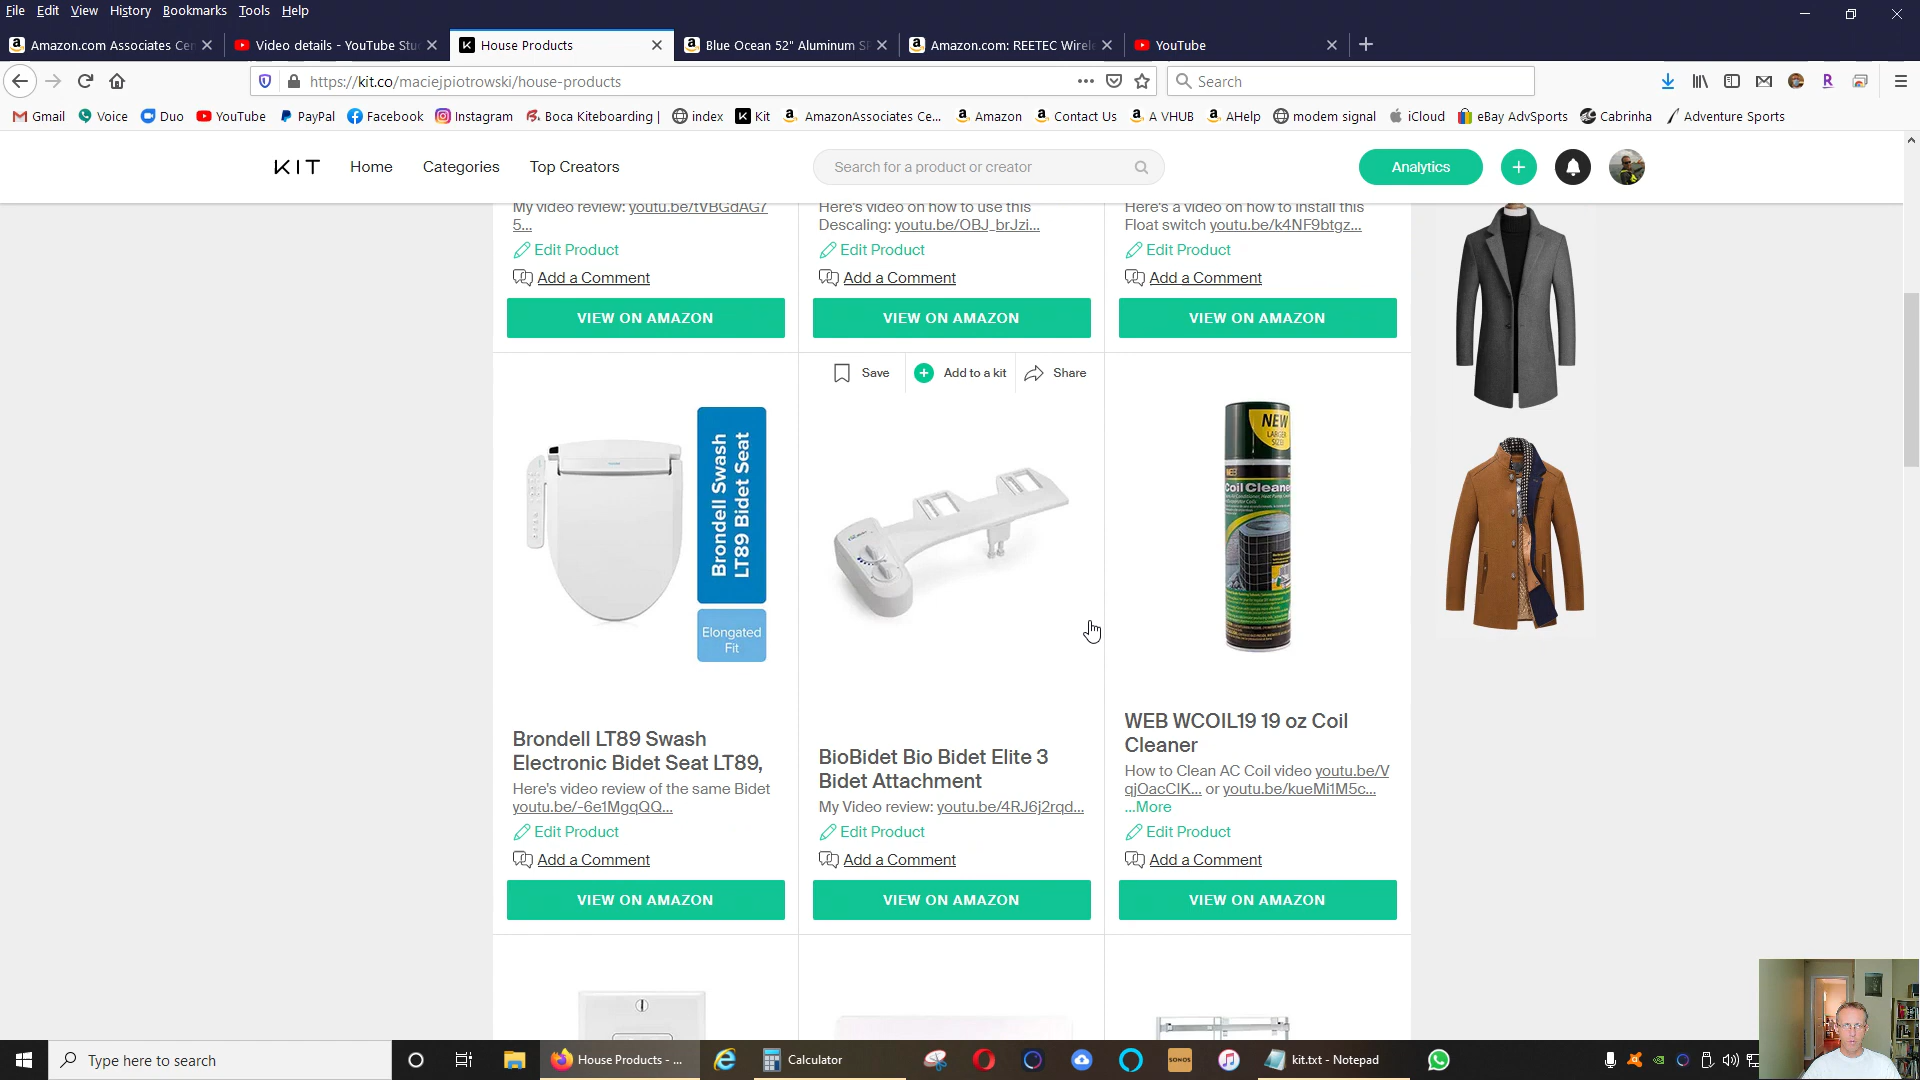 File Edit View History Bookmarks Tools Help
Amazon.com Associates Cen
Video details - YouTube Stu
House Products
Blue Ocean 52" Aluminum S
Amazon.com: REETEC Wirele
YouTube
https://kit.co/maciejpiotrowski/house-products
Search
Gmail Voice Duo YouTube PayPal Facebook Instagram Boca Kiteboarding | index Kit AmazonAssociates Ce... Amazon Contact Us A VHUB AHelp modem signal iCloud eBay AdvSports Cabrinha Adventure Sports
KIT Home Categories Top Creators
Search for a product or creator
Analytics
My video review: youtu.be/tVBGdAG7
5...
Edit Product
Add a Comment
VIEW ON AMAZON
Here's video on how to use this
Descaling: youtu.be/OBJ_brJzi...
Edit Product
Add a Comment
VIEW ON AMAZON
Here's a video on how to install this
Float switch youtu.be/k4NF9btgz...
Edit Product
Add a Comment
VIEW ON AMAZON
Save Add to a kit Share
Brondell Swash
LT89 Bidet Seat
Elongated
Fit
Brondell LT89 Swash
Electronic Bidet Seat LT89,
Here's video review of the same Bidet
youtu.be/-6e1MgqQQ...
Edit Product
Add a Comment
VIEW ON AMAZON
BioBidet Bio Bidet Elite 3
Bidet Attachment
My Video review: youtu.be/4RJ6j2rqd...
Edit Product
Add a Comment
VIEW ON AMAZON
NEW
LARGER
SIZE!
WEB
Coil Cleaner
WEB WCOIL19 19 oz Coil
Cleaner
How to Clean AC Coil video youtu.be/V
qjOacCIK... or youtu.be/kueMi1M5c...
...More
Edit Product
Add a Comment
VIEW ON AMAZON
Type here to search
House Products - ...
Calculator
SONOS
kit.txt - Notepad